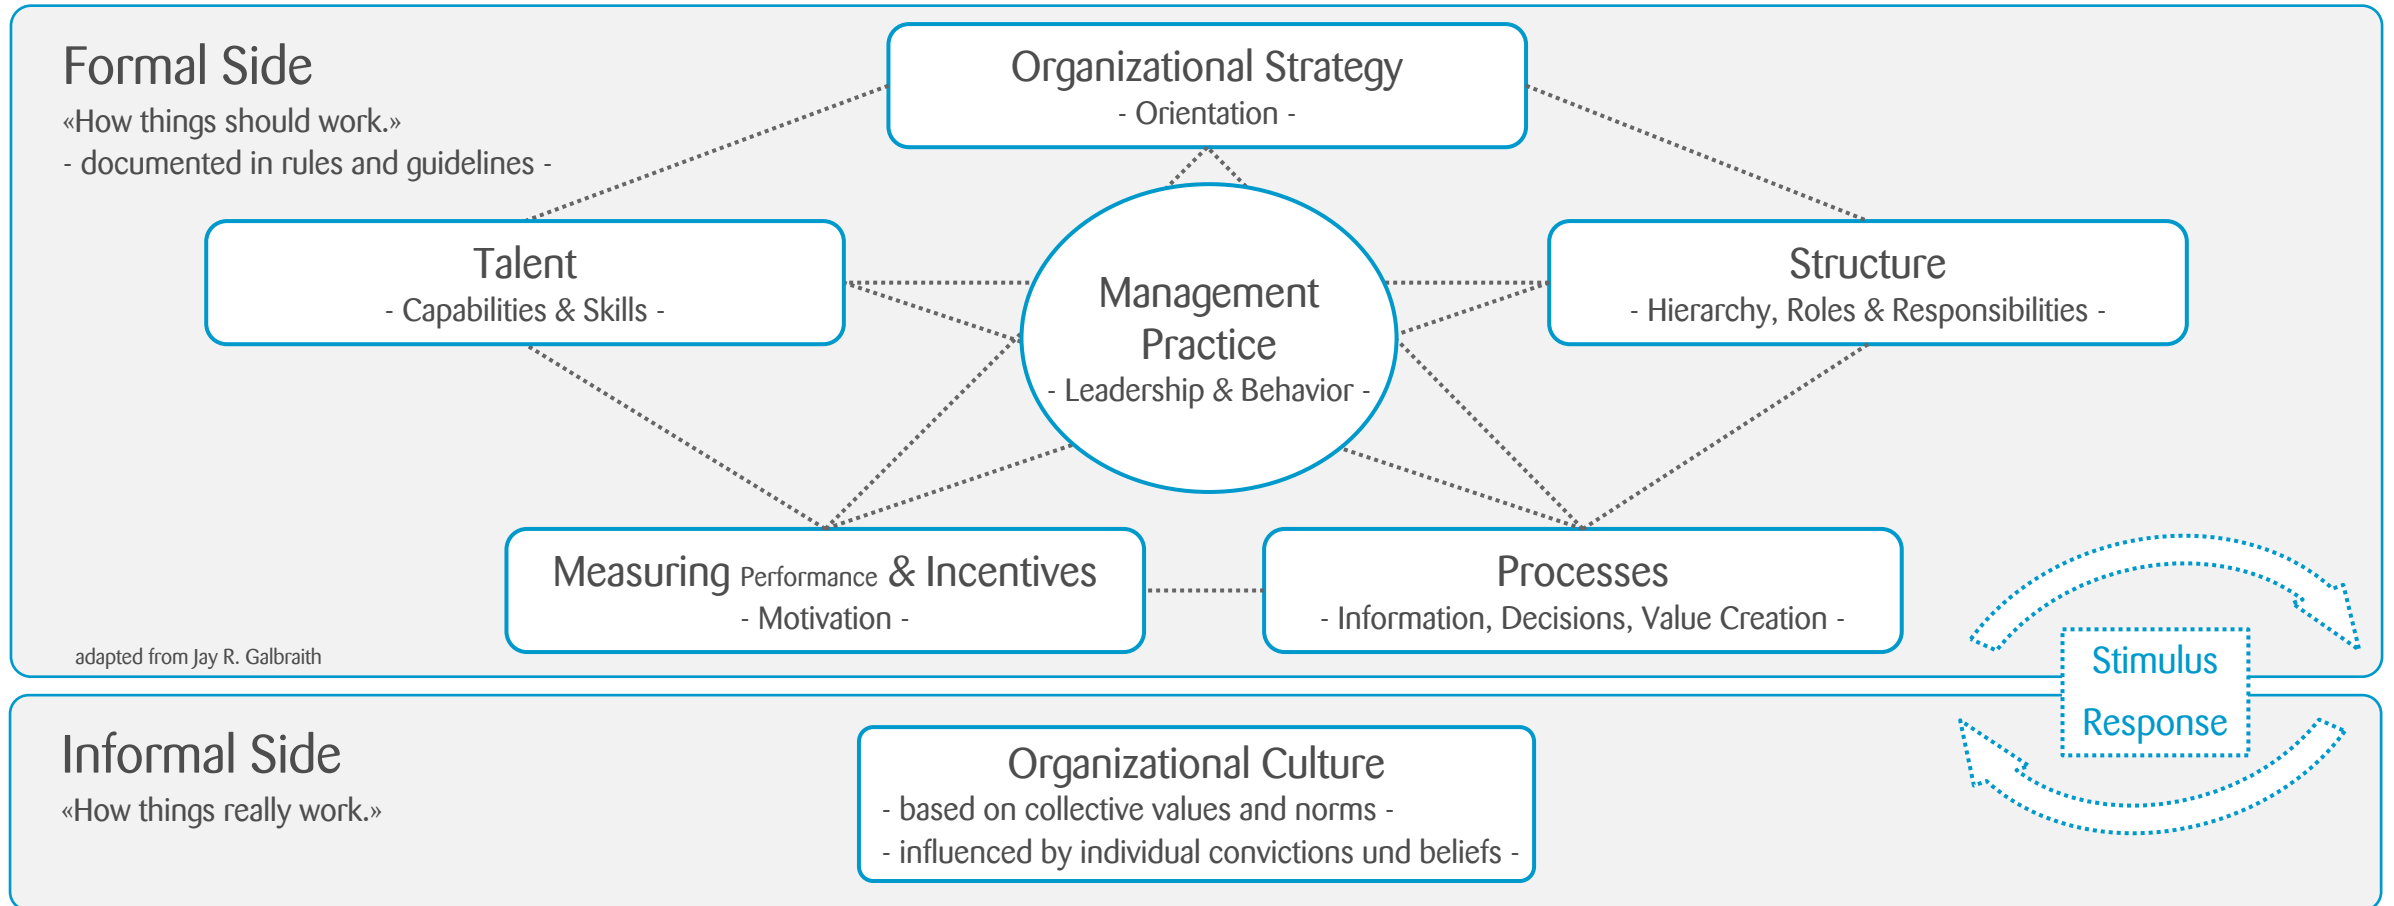 Formal Side
«How things should work.»
- documented in rules and guidelines -
Organizational Strategy
- Orientation -
Talent
- Capabilities & Skills -
Management
Practice
- Leadership & Behavior -
Structure
- Hierarchy, Roles & Responsibilities -
Measuring Performance & Incentives
- Motivation -
Processes
- Information, Decisions, Value Creation -
adapted from Jay R. Galbraith
Stimulus
Response
Informal Side
«How things really work.»
Organizational Culture
- based on collective values and norms -
- influenced by individual convictions und beliefs -